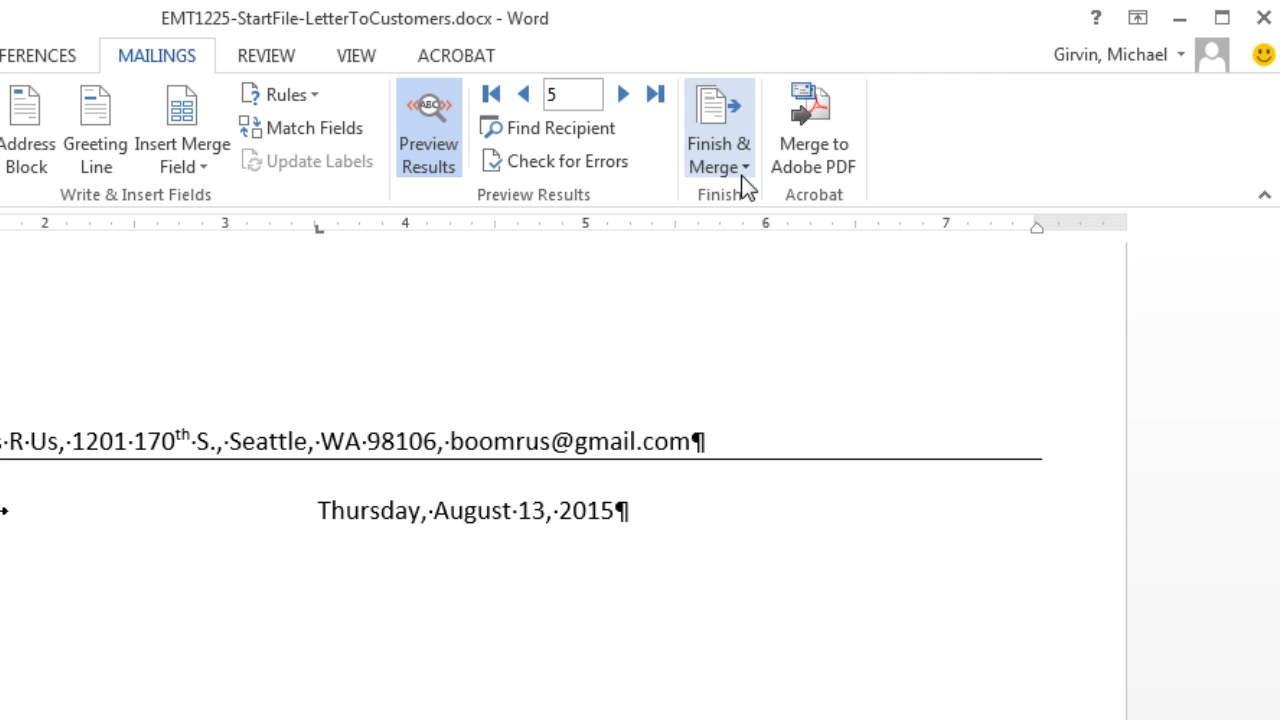 EMT1225-StartFile-LetterToCustomers.docx - Word
?
FERENCES MAILINGS REVIEW VIEW ACROBAT Girvin, Michael
Address Block
Greeting Line
Insert Merge Field
Rules
Match Fields
Update Labels
Write & Insert Fields
ABC
Preview Results
5
Find Recipient
Check for Errors
Preview Results
Finish & Merge
Finish
Merge to Adobe PDF
Acrobat
2 3 4 5 6 7
s·R·Us,·1201·170th·S.,·Seattle,·WA·98106,·boomrus@gmail.com¶
Thursday,·August·13,·2015¶